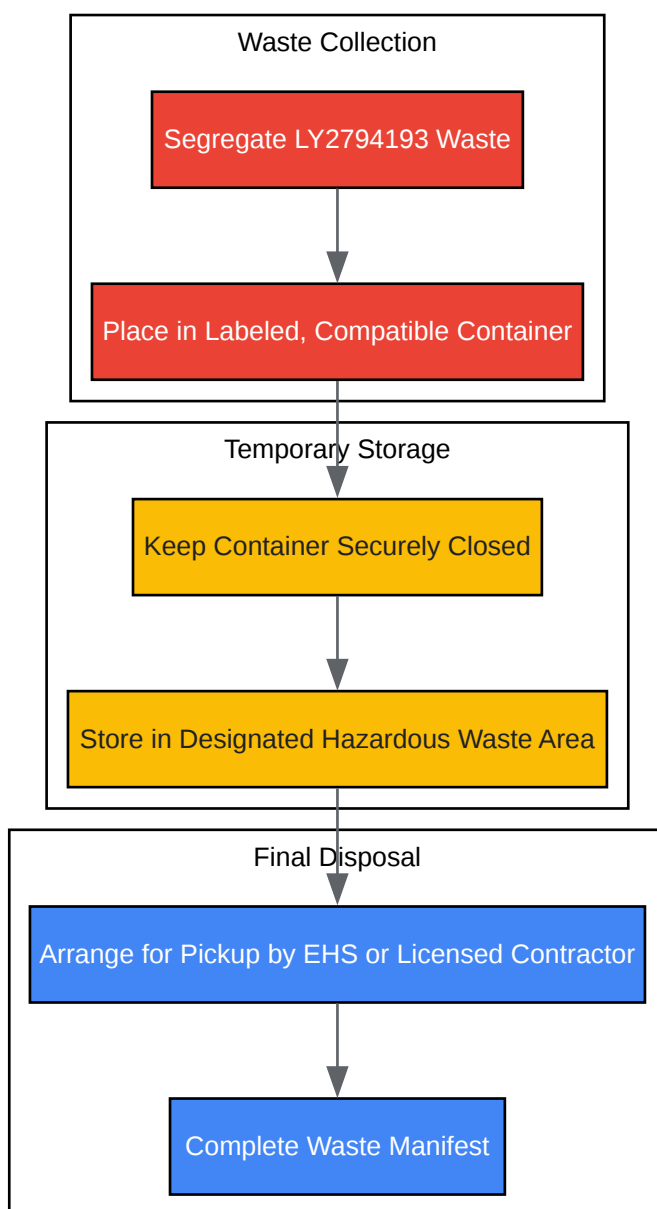 Waste Collection
Segregate LY2794193 Waste
Place in Labeled, Compatible Container
Temporary Storage
Keep Container Securely Closed
Store in Designated Hazardous Waste Area
Final Disposal
Arrange for Pickup by EHS or Licensed Contractor
Complete Waste Manifest